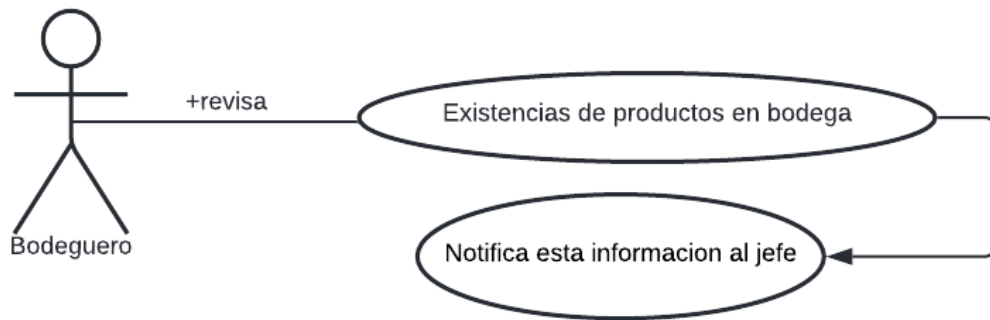 +revisa
Existencias de productos en bodega
Bodeguero
Notifica esta informacion al jefe